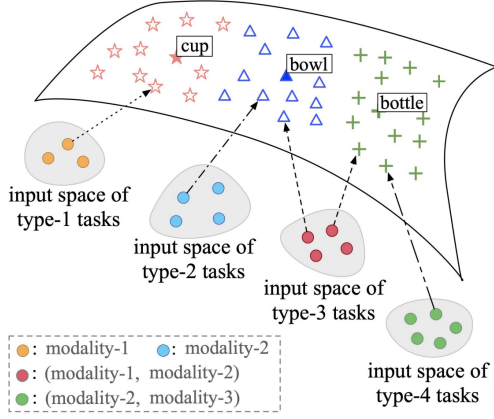 cup
bowl
bottle
input space of
type-1 tasks
input space of
type-2 tasks
input space of
type-3 tasks
input space of
type-4 tasks
: modality-1 : modality-2
: (modality-1, modality-2)
: (modality-2, modality-3)